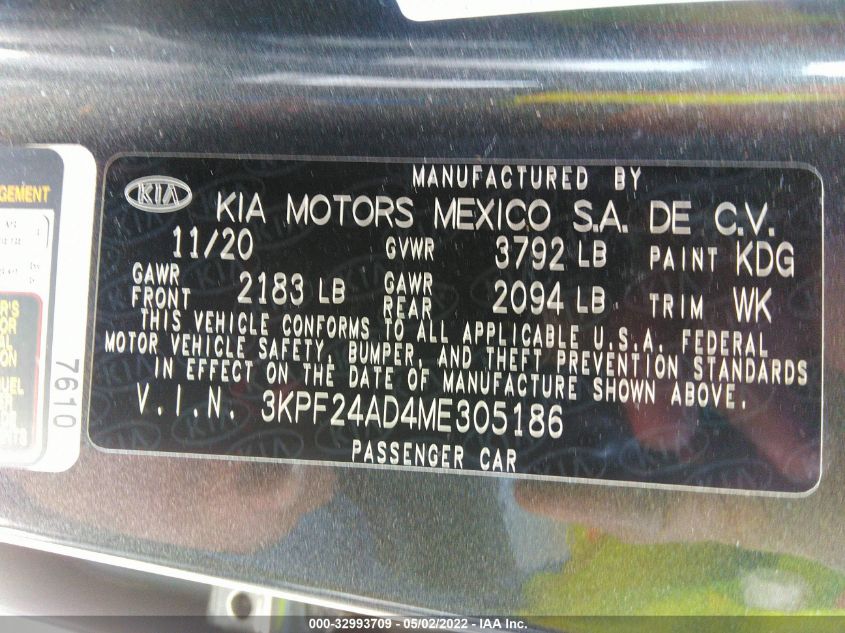 MANUFACTURED BY
KIA KIA MOTORS MEXICO S.A. DE C.V.
11/20 GVWR 3792 LB PAINT KDG
GAWR FRONT 2183 LB GAWR REAR 2094 LB TRIM WK
THIS VEHICLE CONFORMS TO ALL APPLICABLE U.S.A. FEDERAL
MOTOR VEHICLE SAFETY, BUMPER, AND THEFT PREVENTION STANDARDS
IN EFFECT ON THE DATE OF MANUFACTURE SHOWN ABOVE.
V.I.N. 3KPF24AD4ME305186
PASSENGER CAR
7610
000-32993709 - 05/02/2022 - IAA Inc.